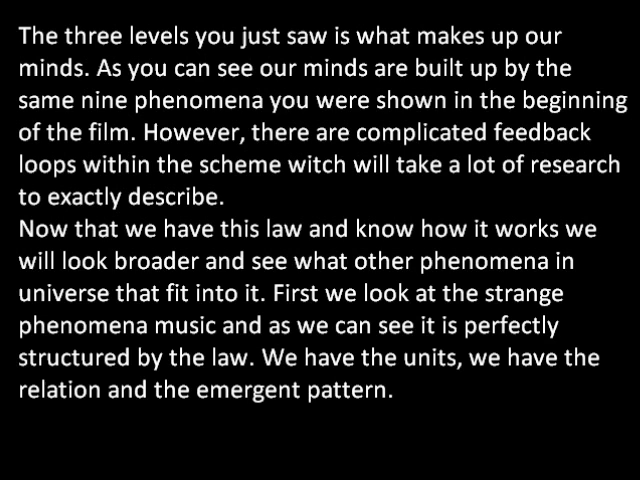 The three levels you just saw is what makes up our
minds. As you can see our minds are built up by the
same nine phenomena you were shown in the beginning
of the film. However, there are complicated feedback
loops within the scheme witch will take a lot of research
to exactly describe.
Now that we have this law and know how it works we
will look broader and see what other phenomena in
universe that fit into it. First we look at the strange
phenomena music and as we can see it is perfectly
structured by the law. We have the units, we have the
relation and the emergent pattern.